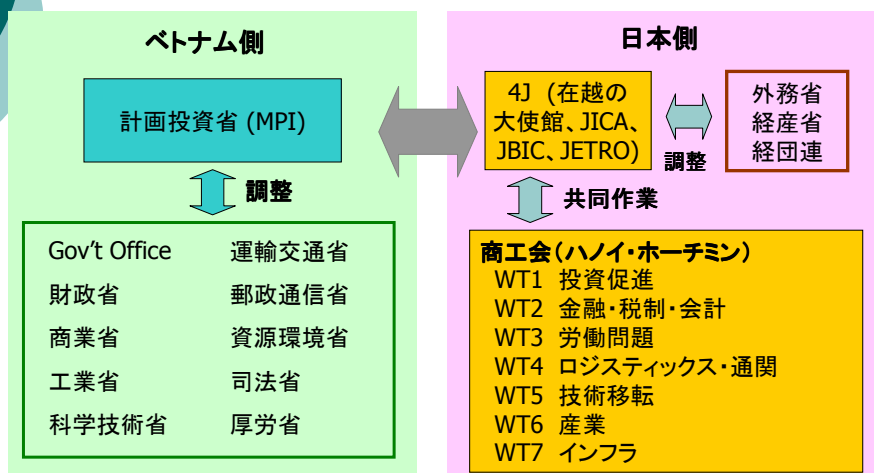 ベトナム側
計画投資省 (MPI)
調整
Gov't Office 運輸交通省
財政省 郵政通信省
商業省 資源環境省
工業省 司法省
科学技術省 厚労省
日本側
4J (在越の
大使館、JICA、
JBIC、JETRO)
調整
外務省
経産省
経団連
共同作業
商工会(ハノイ・ホーチミン)
WT1 投資促進
WT2 金融・税制・会計
WT3 労働問題
WT4 ロジスティックス・通関
WT5 技術移転
WT6 産業
WT7 インフラ